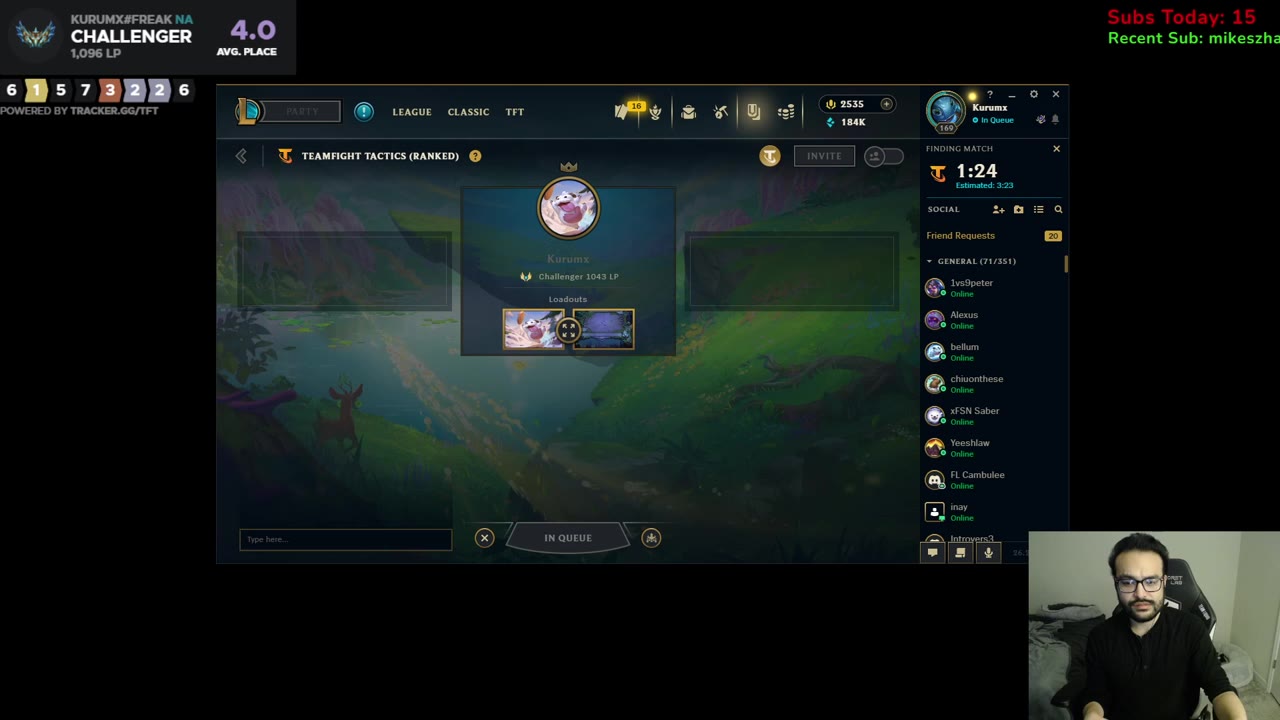 KURUMX#FREAK NA
CHALLENGER
1,096 LP
4.0
AVG. PLACE
6 1 5 7 3 2 2 6
POWERED BY TRACKER.GG/TFT
Subs Today: 15
Recent Sub: mikeszha
PARTY
LEAGUE
CLASSIC
TFT
16
2535
184K
?
169
Kurumx
In Queue
TEAMFIGHT TACTICS (RANKED) ?
INVITE
FINDING MATCH
1:24
Estimated: 3:23
SOCIAL
Friend Requests 20
GENERAL (71/351)
1vs9peter
Online
Alexus
Online
bellum
Online
chiuonthese
Online
xFSN Saber
Online
Yeeshlaw
Online
FL Cambulee
Online
inay
Online
Introvers3
Kurumx
Challenger 1043 LP
Loadouts
Type here...
IN QUEUE